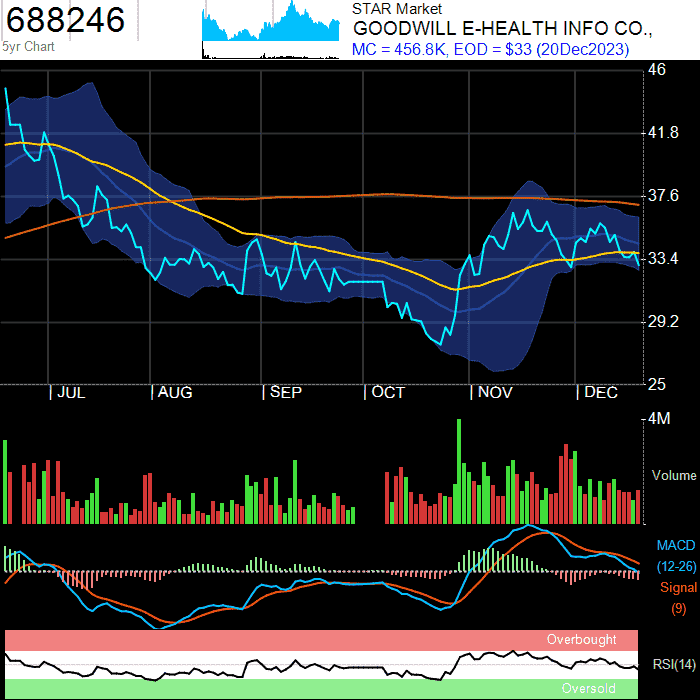 688246
5yr Chart
STAR Market
GOODWILL E-HEALTH INFO CO.,
MC = 456.8K, EOD = $33 (20Dec2023)
46
41.8
37.6
33.4
29.2
25
| JUL | AUG | SEP | OCT | NOV | DEC
4M
Volume
MACD
(12-26)
Signal
(9)
Overbought
RSI(14)
Oversold